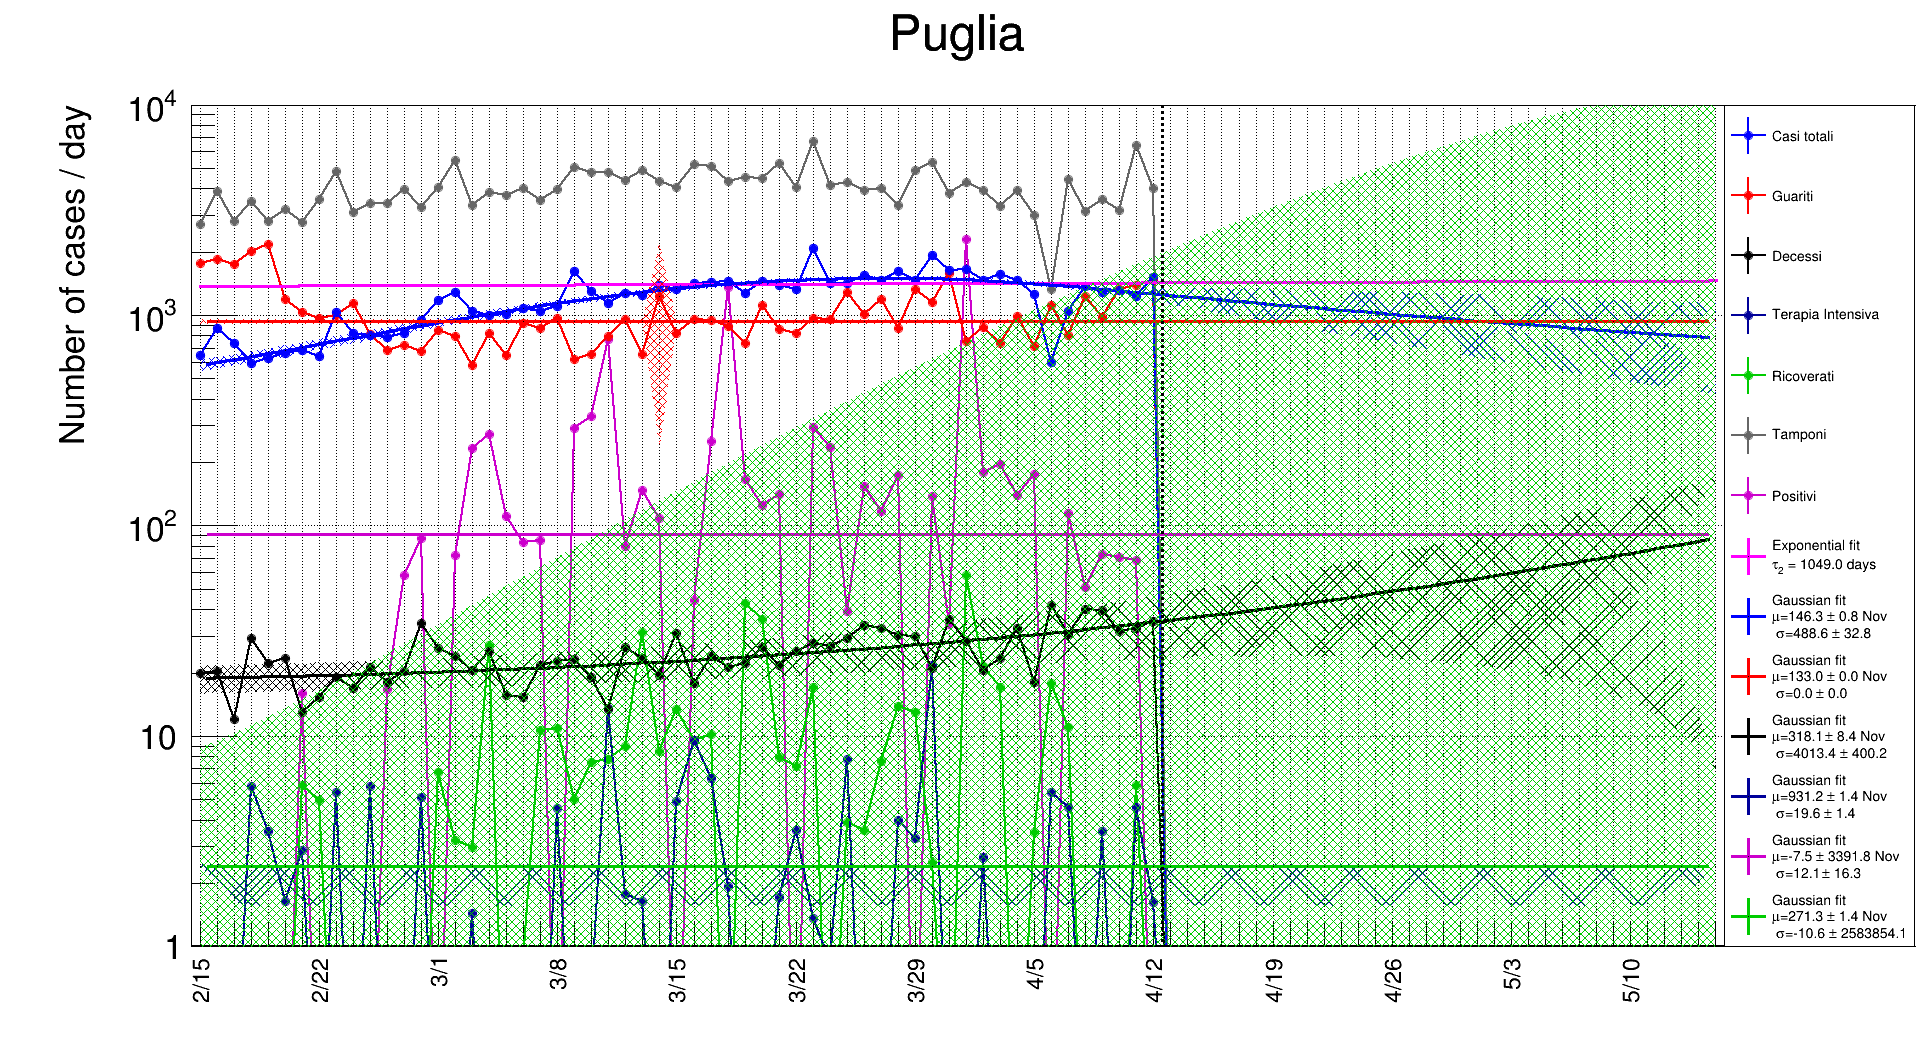 Puglia
Number of cases / day
10^4
10^3
10^2
10
1
2/15
2/22
3/1
3/8
3/15
3/22
3/29
4/5
4/12
4/19
4/26
5/3
5/10
Casi totali
Guariti
Decessi
Terapia Intensiva
Ricoverati
Tamponi
Positivi
Exponential fit
τ2 = 1049.0 days
Gaussian fit
μ=146.3 ± 0.8 Nov
σ=488.6 ± 32.8
Gaussian fit
μ=133.0 ± 0.0 Nov
σ=0.0 ± 0.0
Gaussian fit
μ=318.1 ± 8.4 Nov
σ=4013.4 ± 400.2
Gaussian fit
μ=931.2 ± 1.4 Nov
σ=19.6 ± 1.4
Gaussian fit
μ=-7.5 ± 3391.8 Nov
σ=12.1 ± 16.3
Gaussian fit
μ=271.3 ± 1.4 Nov
σ=-10.6 ± 2583854.1